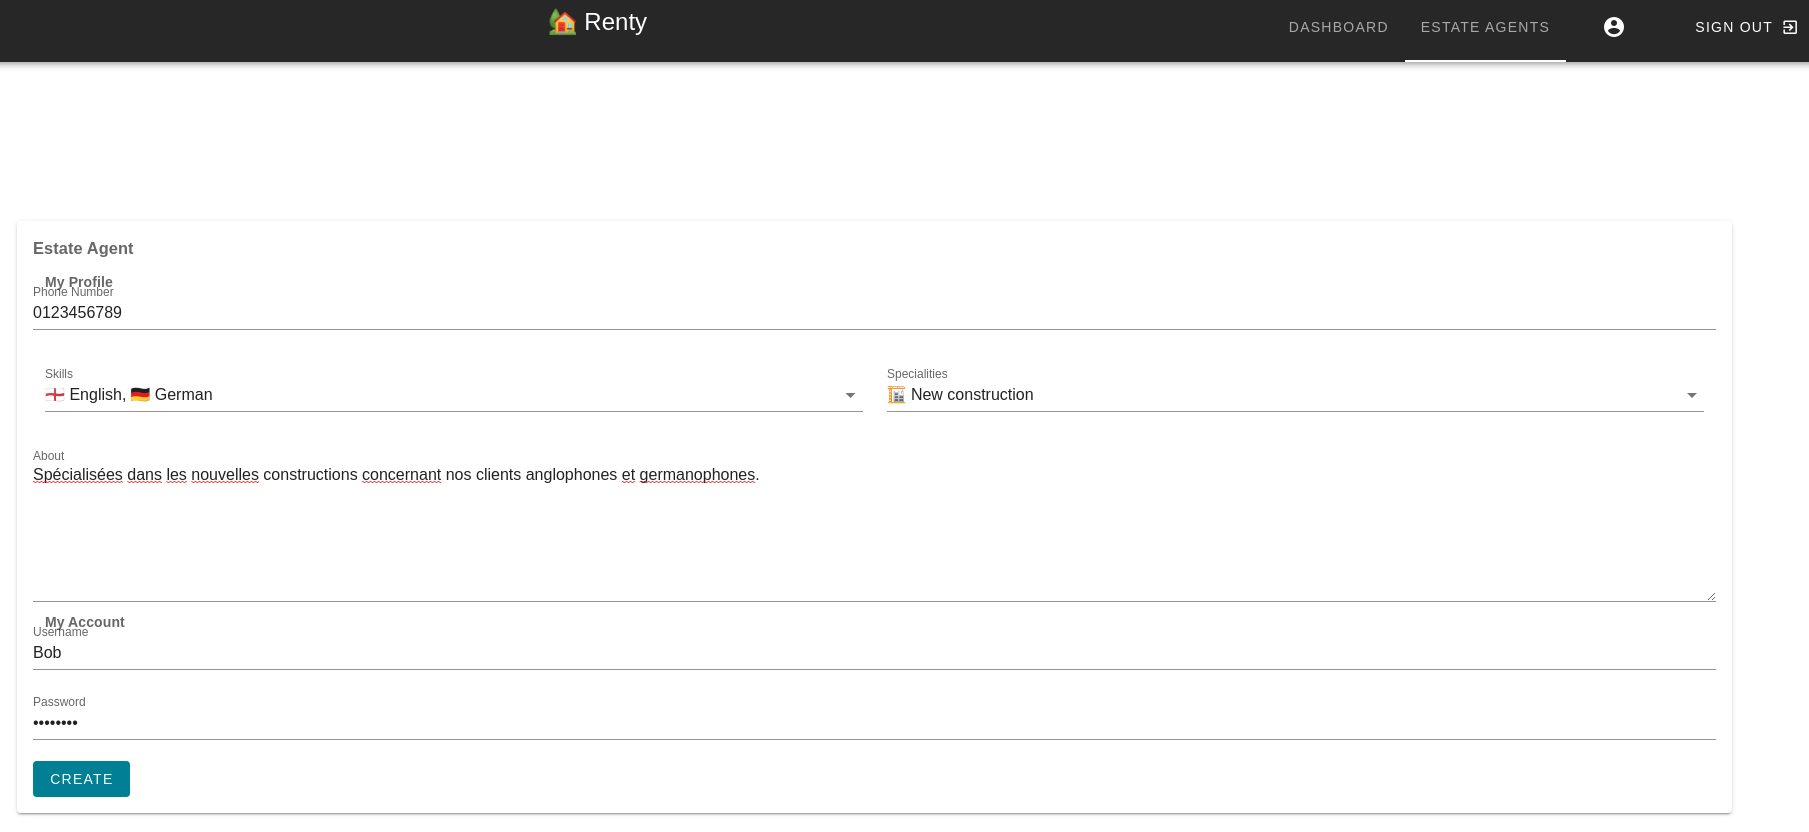 Renty
DASHBOARD
ESTATE AGENTS
SIGN OUT
Estate Agent
My Profile
Phone Number
0123456789
Skills
English, German
Specialities
New construction
About
Spécialisées dans les nouvelles constructions concernant nos clients anglophones et germanophones.
My Account
Username
Bob
Password
••••••••
CREATE